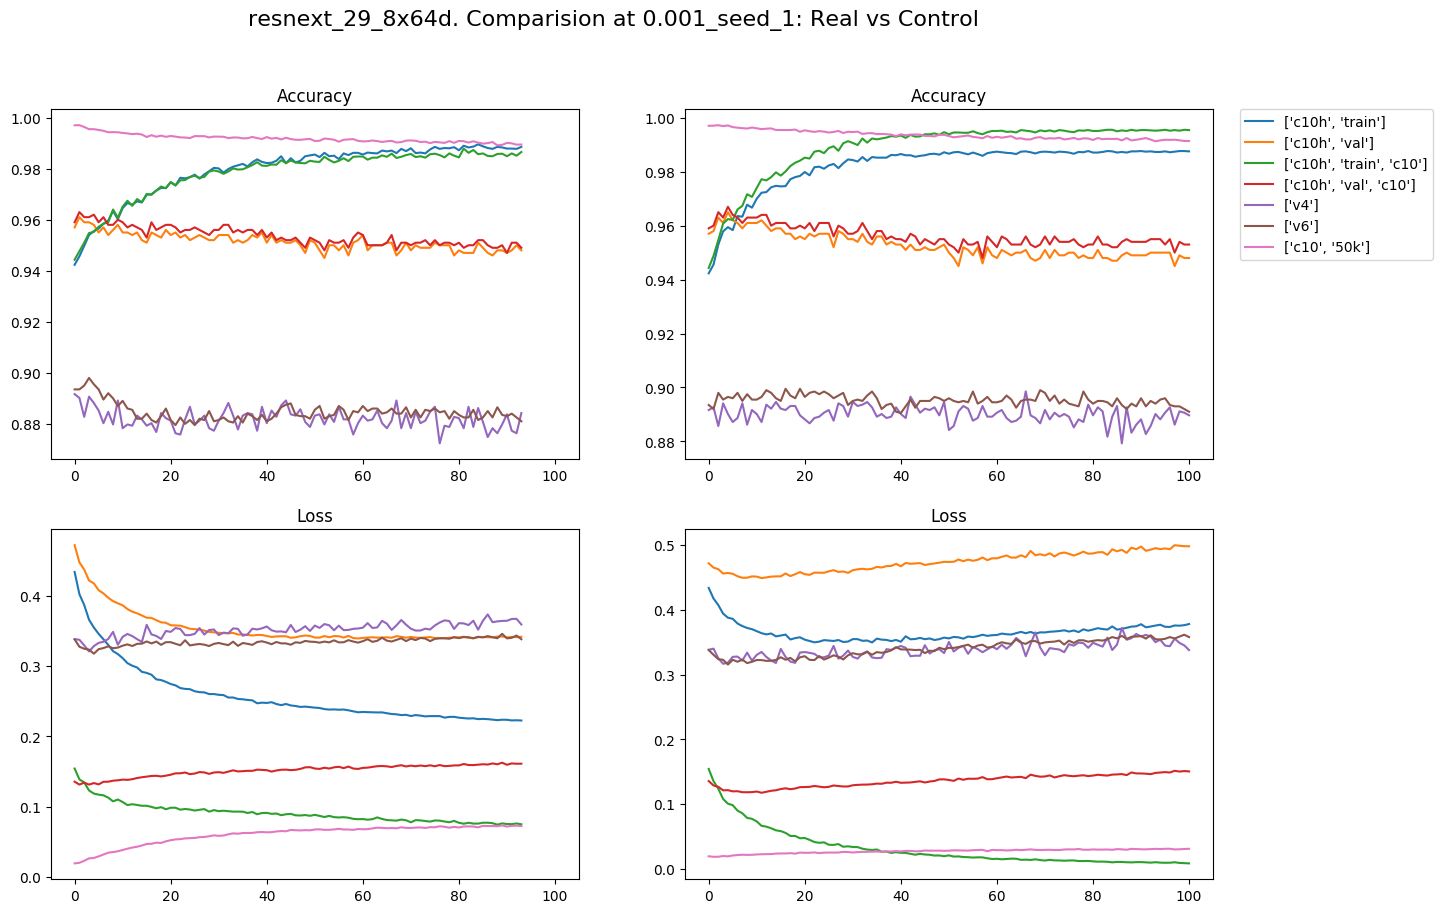 resnext_29_8x64d. Comparision at 0.001_seed_1: Real vs Control
Accuracy
1.00
0.98
0.96
0.94
0.92
0.90
0.88
0 20 40 60 80 100
Accuracy
1.00
0.98
0.96
0.94
0.92
0.90
0.88
0 20 40 60 80 100
['c10h', 'train']
['c10h', 'val']
['c10h', 'train', 'c10']
['c10h', 'val', 'c10']
['v4']
['v6']
['c10', '50k']
Loss
0.4
0.3
0.2
0.1
0.0
0 20 40 60 80 100
Loss
0.5
0.4
0.3
0.2
0.1
0.0
0 20 40 60 80 100